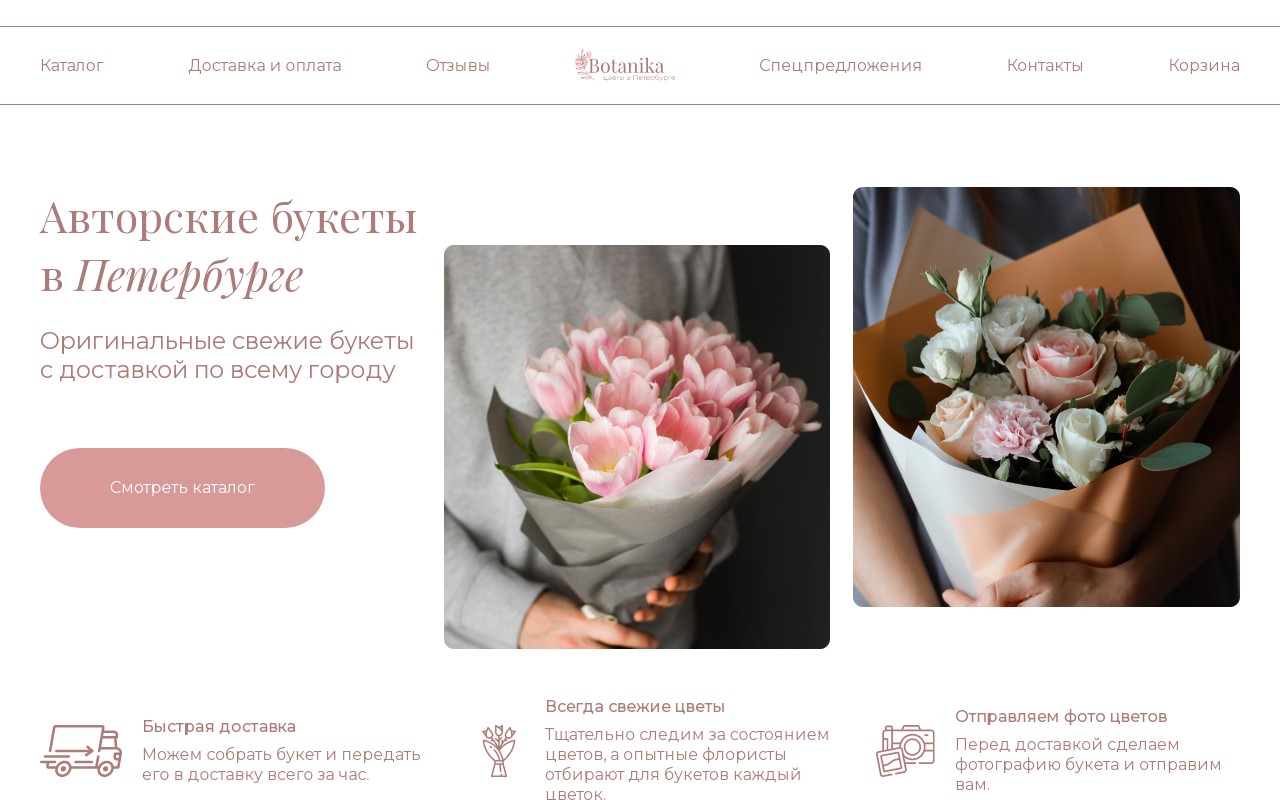 Каталог
Доставка и оплата
Отзывы
Botanika
цветы в Петербурге
Спецпредложения
Контакты
Корзина
Авторские букеты
в Петербурге
Оригинальные свежие букеты
с доставкой по всему городу
Смотреть каталог
Быстрая доставка
Можем собрать букет и передать
его в доставку всего за час.
Всегда свежие цветы
Тщательно следим за состоянием
цветов, а опытные флористы
отбирают для букетов каждый
цветок.
Отправляем фото цветов
Перед доставкой сделаем
фотографию букета и отправим
вам.